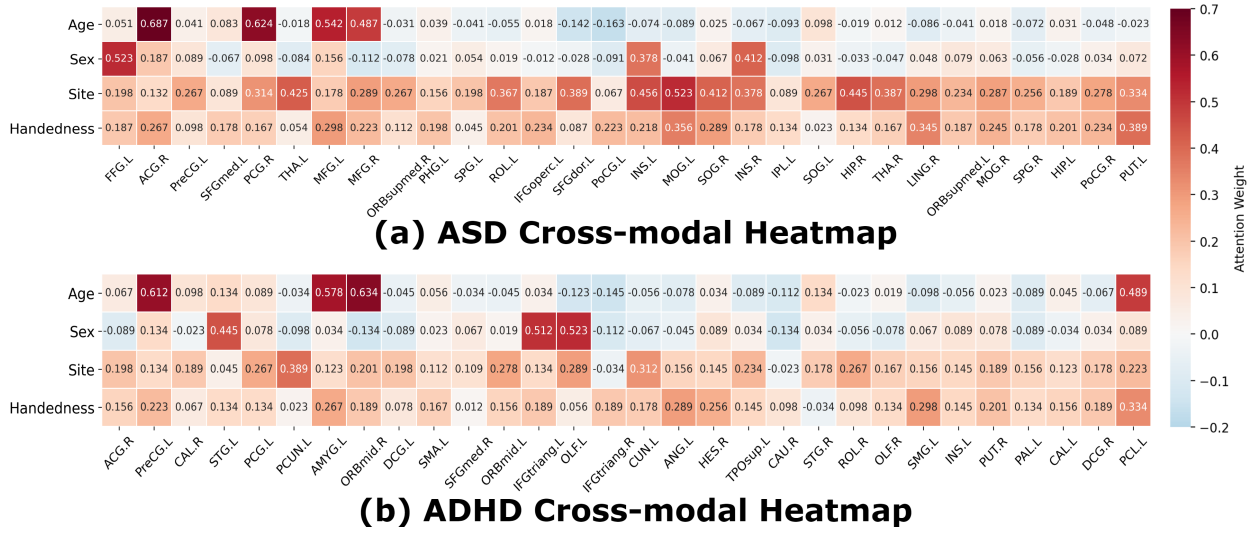 Age 0.051 0.687 -0.041 0.083 0.624 -0.018 0.542 0.487 -0.031 0.039 -0.041 -0.055 0.018 -0.142 -0.163 -0.074 -0.089 0.025 -0.067 -0.093 0.098 -0.019 0.012 -0.086 -0.041 0.018 -0.072 0.031 -0.048 -0.023
Sex 0.523 0.187 0.089 -0.067 0.098 -0.084 0.156 -0.112 -0.078 0.021 0.054 0.019 -0.012 -0.028 -0.091 0.378 -0.041 0.067 0.412 -0.098 0.031 -0.033 -0.047 0.048 0.079 0.063 -0.056 -0.028 0.034 0.072
Site 0.198 0.132 0.267 0.089 0.314 0.425 0.178 0.289 0.267 0.156 0.198 0.367 0.187 0.389 0.067 0.456 0.523 0.412 0.378 0.089 0.267 0.445 0.387 0.298 0.234 0.287 0.256 0.189 0.278 0.334
Handedness 0.187 0.267 0.098 0.178 0.167 0.054 0.298 0.223 0.112 0.198 0.045 0.201 0.234 0.087 0.223 0.218 0.356 0.289 0.178 0.134 0.023 0.134 0.167 0.345 0.187 0.245 0.178 0.201 0.234 0.389
FFG.L ACG.R PreCG.L SFGmed.L PCG.R THA.L MFG.L MFG.R ORBsupmed.R PHG.L SPG.L ROL.L IFGoperc.L SFGdor.L PoCG.L INS.L MOG.L SOG.R INS.R IPL.L SOG.L HIP.R THA.R LING.R ORBsupmed.L MOG.R SPG.R HIP.L PoCG.R PUT.L
(a) ASD Cross-modal Heatmap
Age 0.067 0.612 0.098 0.134 0.089 -0.034 0.578 0.634 -0.045 0.056 -0.034 -0.045 0.034 -0.123 -0.145 -0.056 -0.078 0.034 -0.089 -0.112 0.134 -0.023 0.019 -0.098 -0.056 0.023 -0.089 0.045 -0.067 0.489
Sex -0.089 0.134 -0.023 0.445 0.078 -0.098 0.034 -0.134 -0.089 0.023 0.067 0.019 0.512 0.523 -0.112 -0.067 -0.045 0.089 0.034 -0.134 0.034 -0.056 -0.078 0.067 0.089 0.078 -0.089 -0.034 0.034 0.089
Site 0.198 0.134 0.189 0.045 0.267 0.389 0.123 0.201 0.198 0.112 0.109 0.278 0.134 0.289 -0.034 0.312 0.156 0.145 0.234 -0.023 0.178 0.267 0.167 0.156 0.145 0.189 0.156 0.123 0.178 0.223
Handedness 0.156 0.223 0.067 0.134 0.134 0.023 0.267 0.189 0.078 0.167 0.012 0.156 0.189 0.056 0.189 0.178 0.289 0.256 0.145 0.098 -0.034 0.098 0.134 0.298 0.145 0.201 0.134 0.156 0.189 0.334
ACG.R PreCG.L CAL.R STG.L PCG.L PCUN.L AMYG.L ORBmid.R DCG.L SMA.L SFGmed.R ORBmid.L IFGtriang.L OLF.L IFGtriang.R CUN.L ANG.L HES.R TPOsup.L CAU.R STG.R ROL.R OLF.R SMG.L INS.L PUT.R PAL.L CAL.L DCG.R PCL.L
(b) ADHD Cross-modal Heatmap
0.7
0.6
0.5
0.4
0.3
0.2
0.1
0.0
−0.1
−0.2
Attention Weight